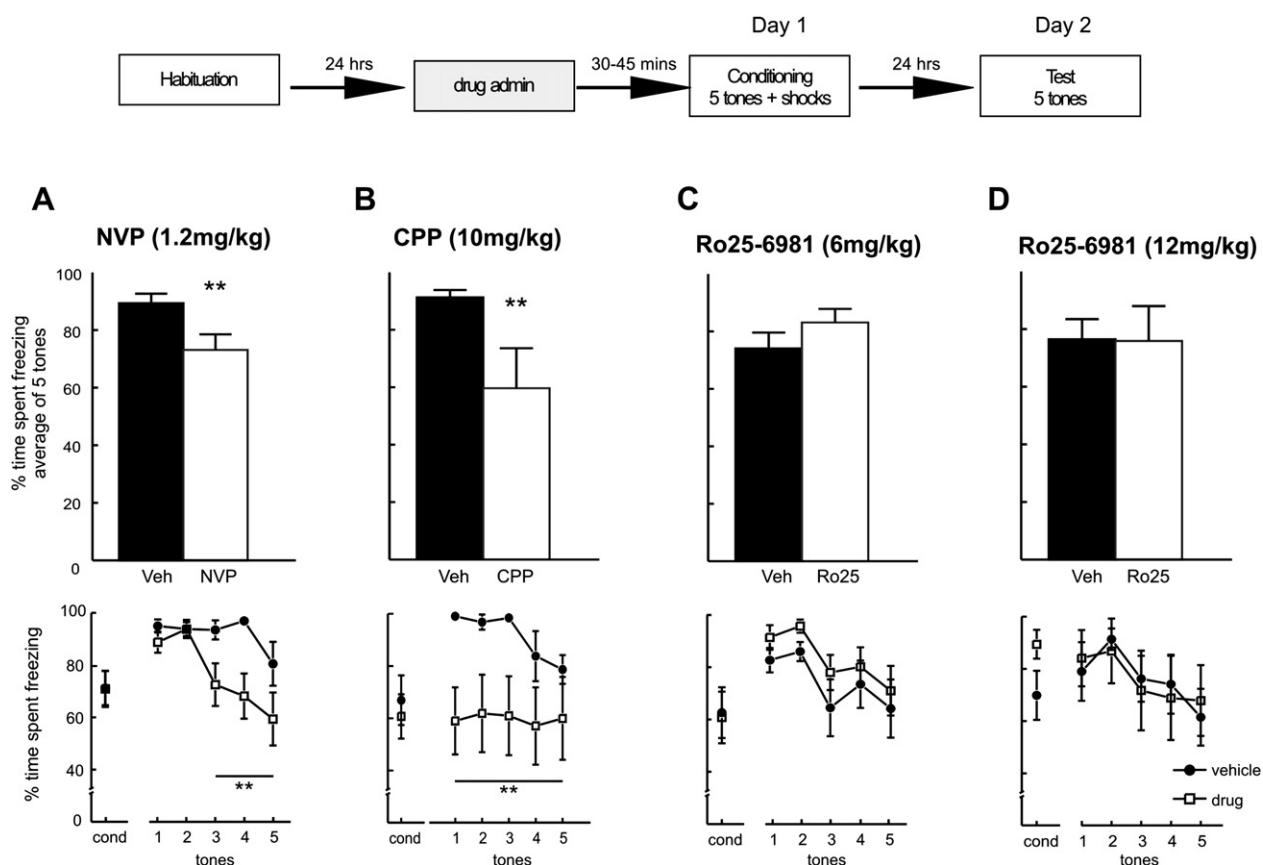 Day 1
Day 2
Habituation
24 hrs
drug admin
30-45 mins
Conditioning
5 tones + shocks
24 hrs
Test
5 tones
A
NVP (1.2mg/kg)
B
CPP (10mg/kg)
C
Ro25-6981 (6mg/kg)
D
Ro25-6981 (12mg/kg)
% time spent freezing
average of 5 tones
100
80
60
40
20
0
**
Veh NVP
**
Veh CPP
Veh Ro25
Veh Ro25
% time spent freezing
100
80
60
40
0
**
cond 1 2 3 4 5
tones
**
cond 1 2 3 4 5
tones
cond 1 2 3 4 5
tones
vehicle
drug
cond 1 2 3 4 5
tones